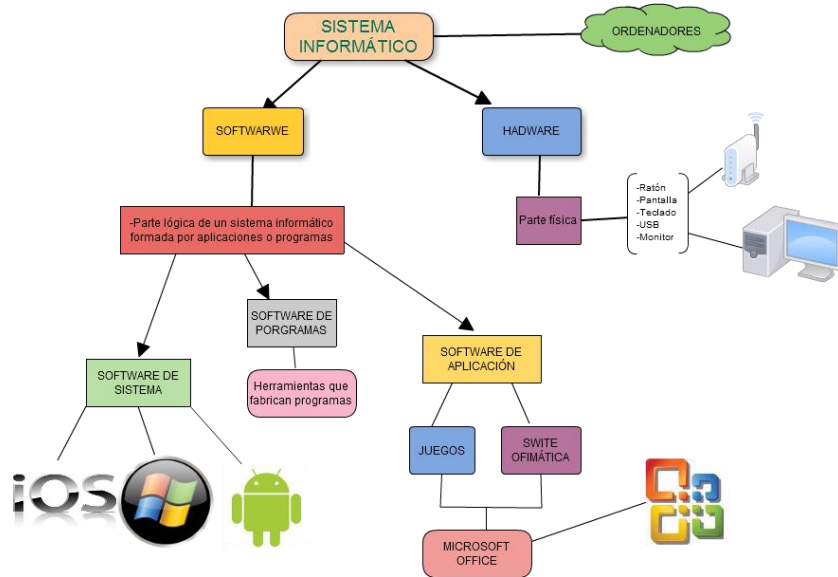 SISTEMA
INFORMÁTICO
ORDENADORES
SOFTWARWE
HADWARE
-Parte lógica de un sistema informático
formada por aplicaciones o programas
Parte física
-Ratón
-Pantalla
-Teclado
-USB
-Monitor
SOFTWARE DE
PORGRAMAS
Herramientas que
fabrican programas
SOFTWARE DE
SISTEMA
SOFTWARE DE
APLICACIÓN
JUEGOS
SWITE
OFIMÁTICA
iOS
MICROSOFT
OFFICE